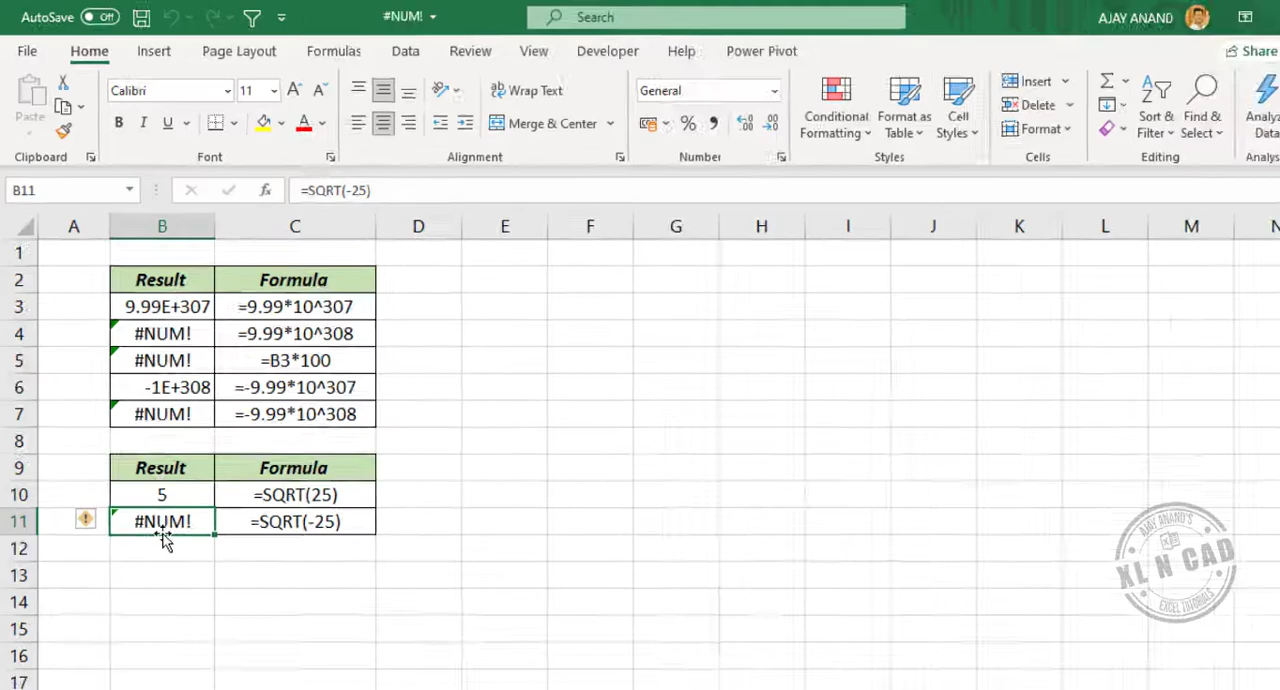 AutoSave Off #NUM! Search AJAY ANAND
File Home Insert Page Layout Formulas Data Review View Developer Help Power Pivot Share
Paste
Clipboard
Calibri 11
B I U A
Font
Wrap Text
Merge & Center
Alignment
General
% 
Number
Conditional Formatting
Format as Table
Cell Styles
Styles
Insert
Delete
Format
Cells
Sort & Filter
Find & Select
Editing
Analy
Data
Analys
B11 fx =SQRT(-25)
A B C D E F G H I J K L M N
1
2 Result Formula
3 9.99E+307 =9.99*10^307
4 #NUM! =9.99*10^308
5 #NUM! =B3*100
6 -1E+308 =-9.99*10^307
7 #NUM! =-9.99*10^308
8
9 Result Formula
10 5 =SQRT(25)
11 #NUM! =SQRT(-25)
12
13
14
15
16
17
AJAY ANAND'S
XL N CAD
EXCEL TUTORIALS